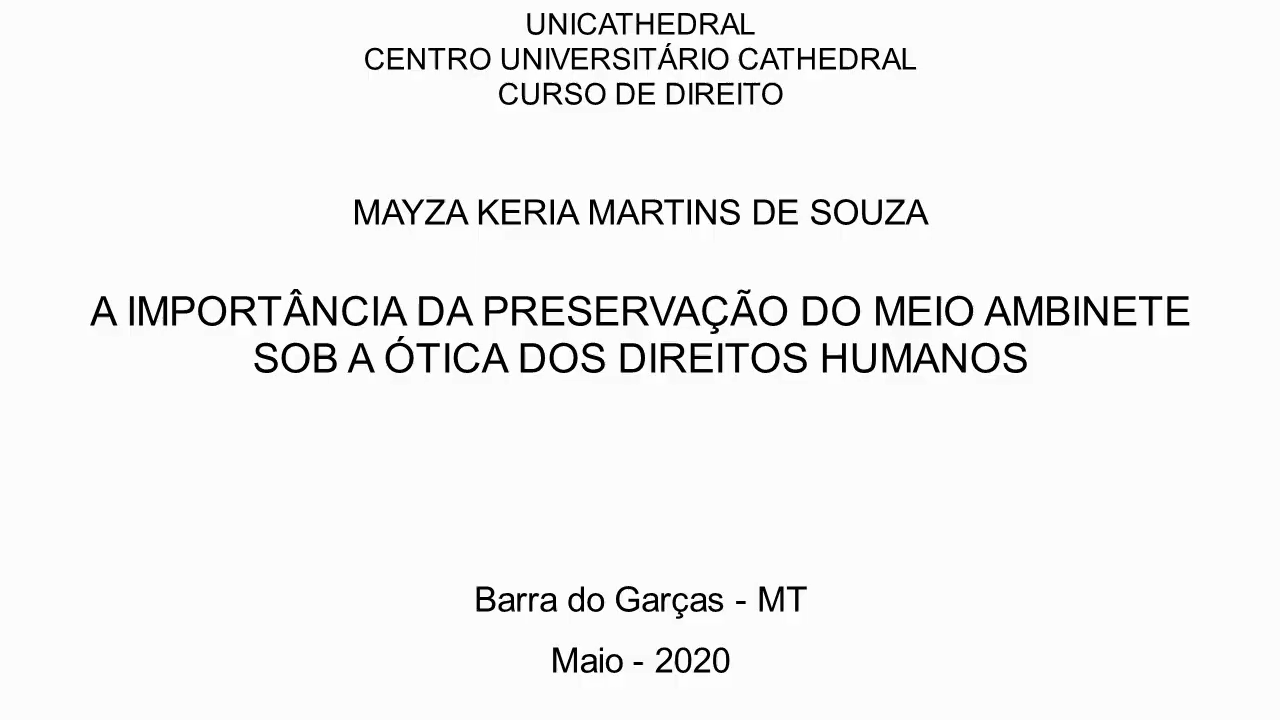 UNICATHEDRAL
CENTRO UNIVERSITÁRIO CATHEDRAL
CURSO DE DIREITO
MAYZA KERIA MARTINS DE SOUZA
A IMPORTÂNCIA DA PRESERVAÇÃO DO MEIO AMBINETE
SOB A ÓTICA DOS DIREITOS HUMANOS
Barra do Garças - MT
Maio - 2020